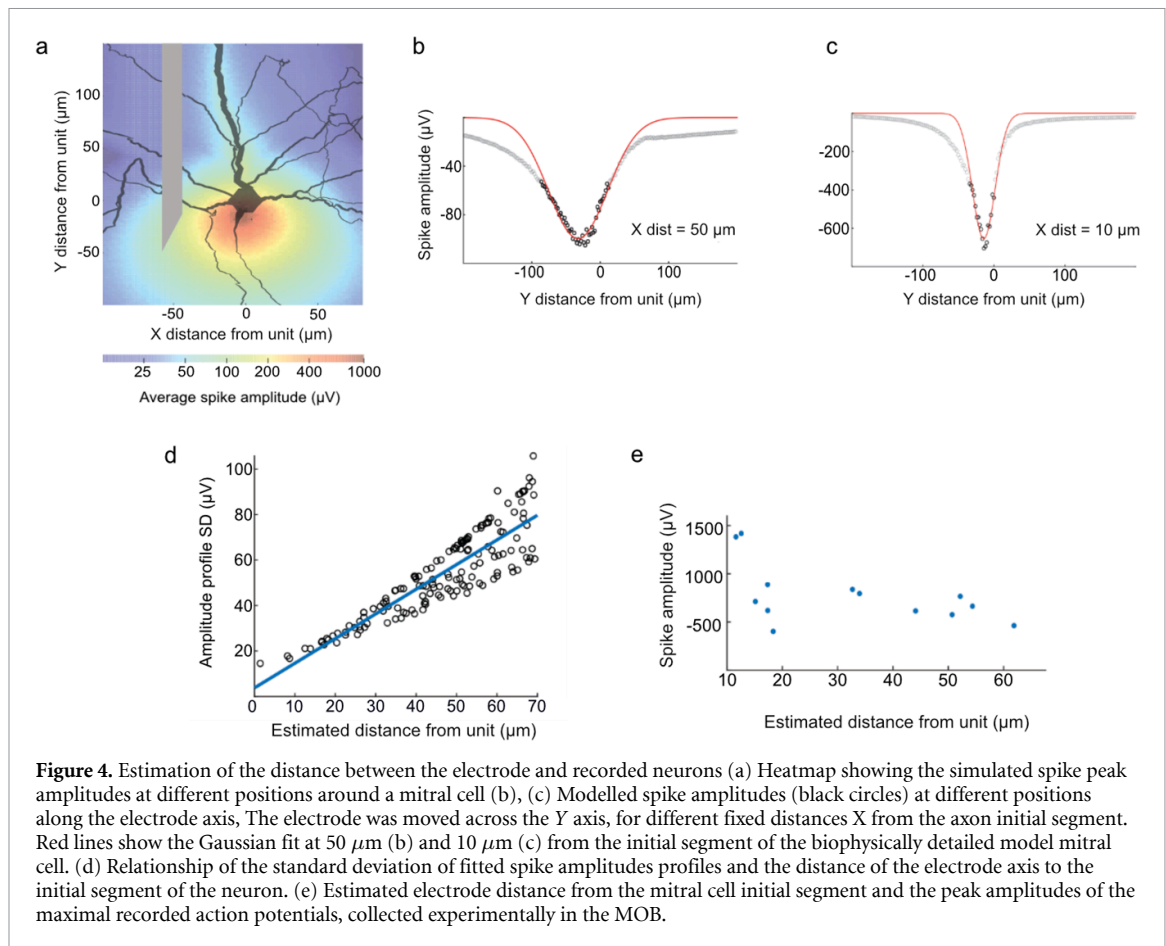 a
100
50
0
-50
Y distance from unit (μm)
-50
0
50
X distance from unit (μm)
25
50
100
200
400
1000
Average spike amplitude (μV)
b
Spike amplitude (μV)
-40
-80
X dist = 50 μm
-100
0
100
Y distance from unit (μm)
c
-200
-400
-600
X dist = 10 μm
-100
0
100
Y distance from unit (μm)
d
Amplitude profile SD (μV)
100
80
60
40
20
0
10
20
30
40
50
60
70
Estimated distance from unit (μm)
e
Spike amplitude (μV)
1500
1000
-500
10
20
30
40
50
60
Estimated distance from unit (μm)
Figure 4. Estimation of the distance between the electrode and recorded neurons (a) Heatmap showing the simulated spike peak
amplitudes at different positions around a mitral cell (b), (c) Modelled spike amplitudes (black circles) at different positions
along the electrode axis, The electrode was moved across the Y axis, for different fixed distances X from the axon initial segment.
Red lines show the Gaussian fit at 50 μm (b) and 10 μm (c) from the initial segment of the biophysically detailed model mitral
cell. (d) Relationship of the standard deviation of fitted spike amplitudes profiles and the distance of the electrode axis to the
initial segment of the neuron. (e) Estimated electrode distance from the mitral cell initial segment and the peak amplitudes of the
maximal recorded action potentials, collected experimentally in the MOB.